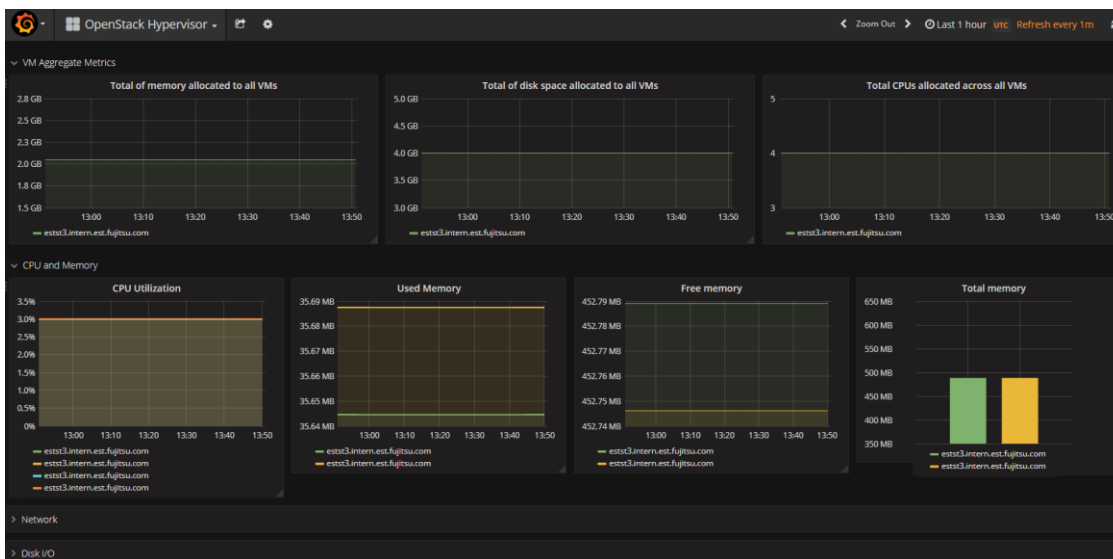 OpenStack Hypervisor
Zoom Out
Last 1 hour UTC Refresh every 1m
VM Aggregate Metrics
Total of memory allocated to all VMs
2.8 GB
2.5 GB
2.3 GB
2.0 GB
1.8 GB
1.5 GB
13:00 13:10 13:20 13:30 13:40 13:50
estst3.intern.est.fujitsu.com
Total of disk space allocated to all VMs
5.0 GB
4.5 GB
4.0 GB
3.5 GB
3.0 GB
13:00 13:10 13:20 13:30 13:40 13:50
estst3.intern.est.fujitsu.com
Total CPUs allocated across all VMs
5
4
3
13:00 13:10 13:20 13:30 13:40 13:50
estst3.intern.est.fujitsu.com
CPU and Memory
CPU Utilization
3.5%
3.0%
2.5%
2.0%
1.5%
1.0%
0.5%
0%
13:00 13:10 13:20 13:30 13:40 13:50
estst3.intern.est.fujitsu.com
estst3.intern.est.fujitsu.com
estst3.intern.est.fujitsu.com
estst3.intern.est.fujitsu.com
Used Memory
35.69 MB
35.68 MB
35.67 MB
35.66 MB
35.65 MB
35.64 MB
13:00 13:10 13:20 13:30 13:40 13:50
estst3.intern.est.fujitsu.com
estst3.intern.est.fujitsu.com
Free memory
452.79 MB
452.78 MB
452.77 MB
452.76 MB
452.75 MB
452.74 MB
13:00 13:10 13:20 13:30 13:40 13:50
estst3.intern.est.fujitsu.com
estst3.intern.est.fujitsu.com
Total memory
650 MB
600 MB
550 MB
500 MB
450 MB
400 MB
350 MB
estst3.intern.est.fujitsu.com
estst3.intern.est.fujitsu.com
Network
Disk I/O